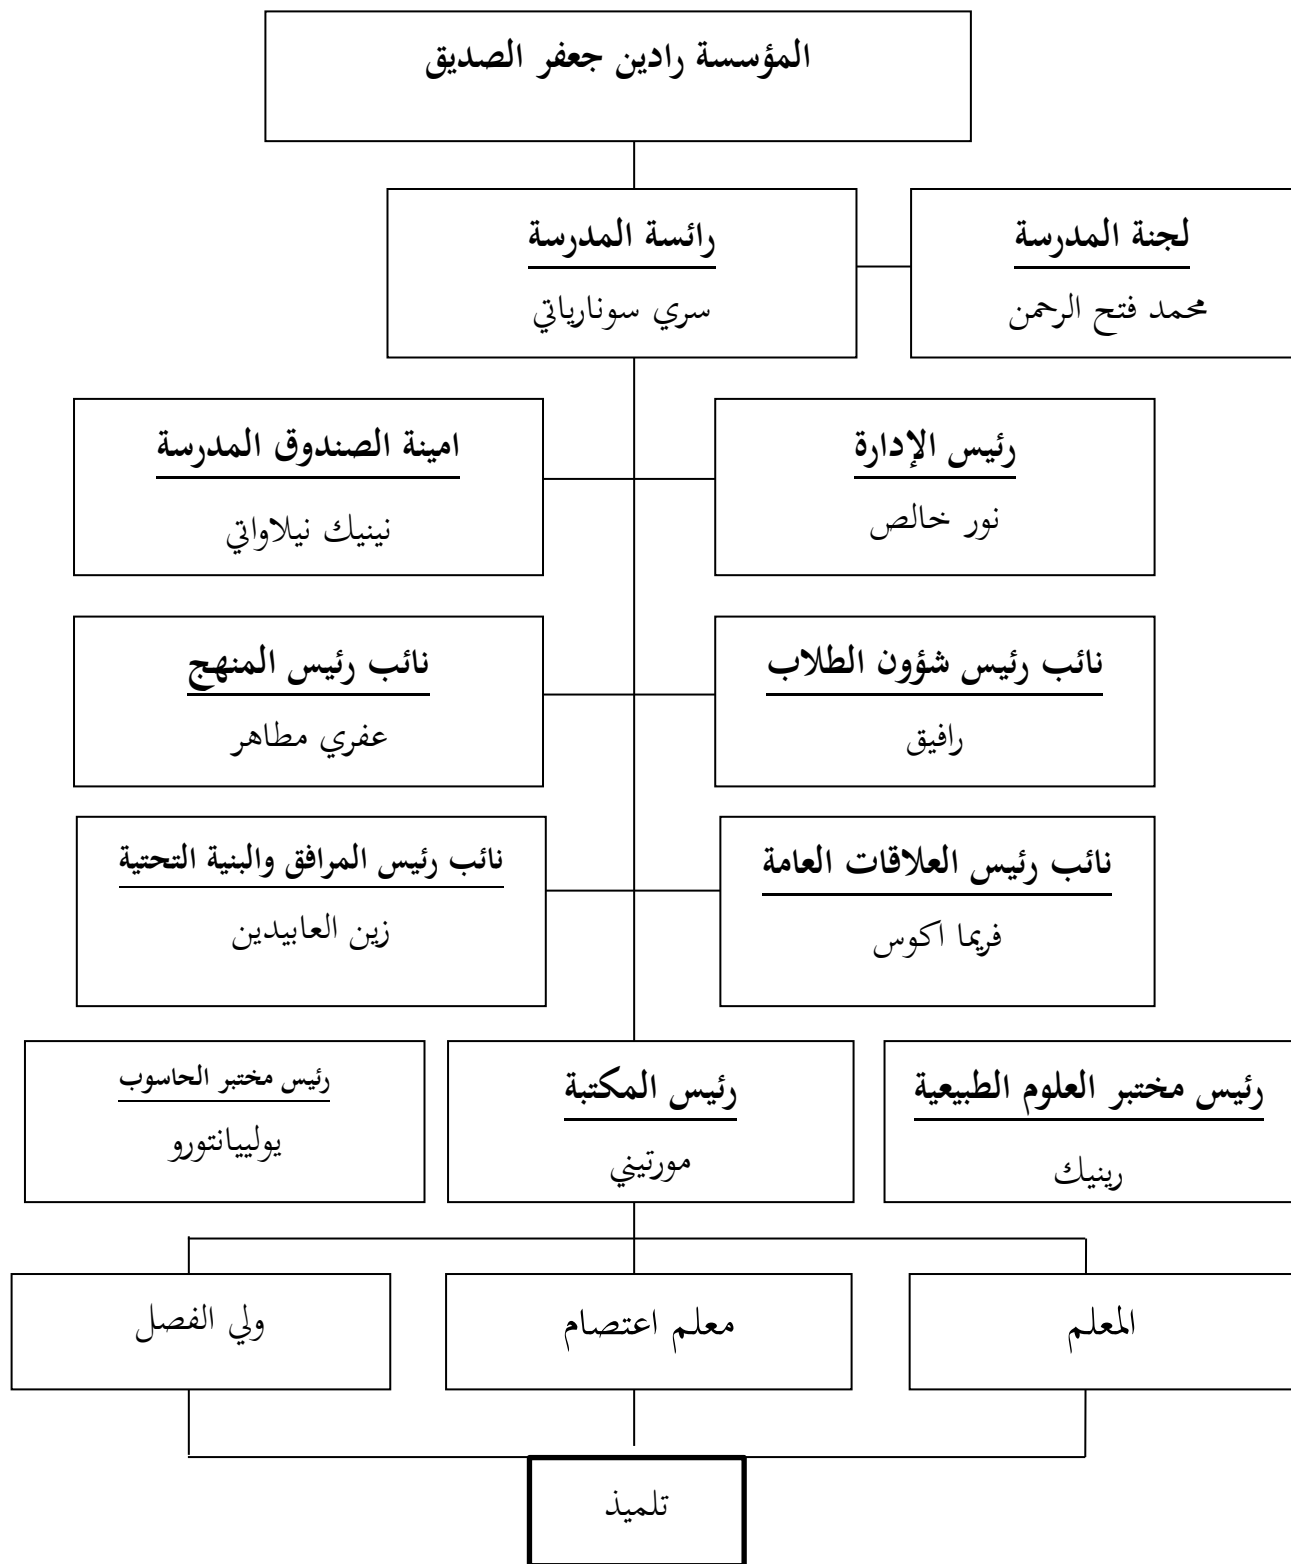 المؤسسة رادين جعفر الصديق
رائسة المدرسة
سري سونارياتي
لجنة المدرسة
محمد فتح الرحمن
رئيس الإدارة
نور خالص
امينة الصندوق المدرسة
نينيك نيلاواتي
نائب رئيس شؤون الطلاب
رافيق
نائب رئيس المنهج
عفري مطاهر
نائب رئيس العلاقات العامة
فريما اكوس
نائب رئيس المرافق والبنية التحتية
زين العابيدين
رئيس مختبر العلوم الطبيعية
رينيك
رئيس المكتبة
مورتيني
رئيس مختبر الحاسوب
يولييانتورو
المعلم
معلم اعتصام
ولي الفصل
تلميذ